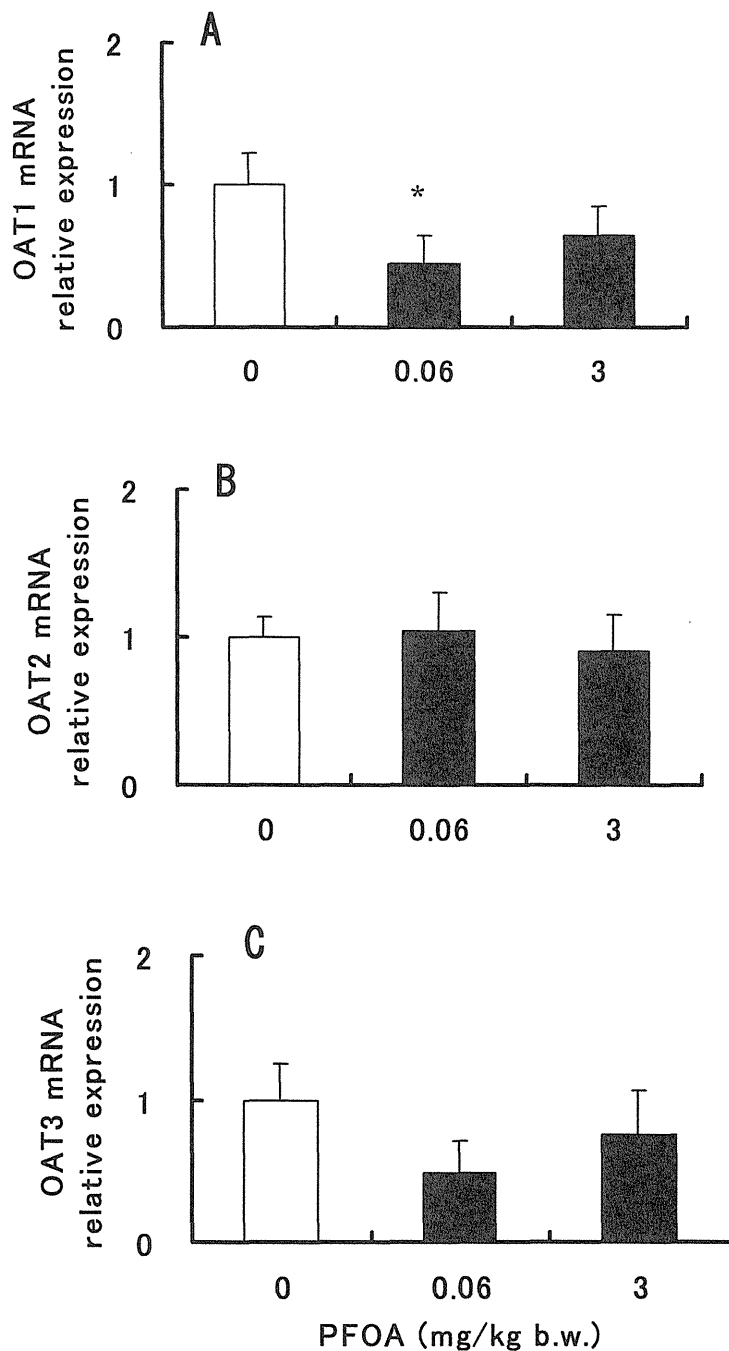 A
2
1
0
OAT1 mRNA
relative expression
*
0 0.06 3
B
2
1
0
OAT2 mRNA
relative expression
0 0.06 3
C
2
1
0
OAT3 mRNA
relative expression
0 0.06 3
PFOA (mg/kg b.w.)